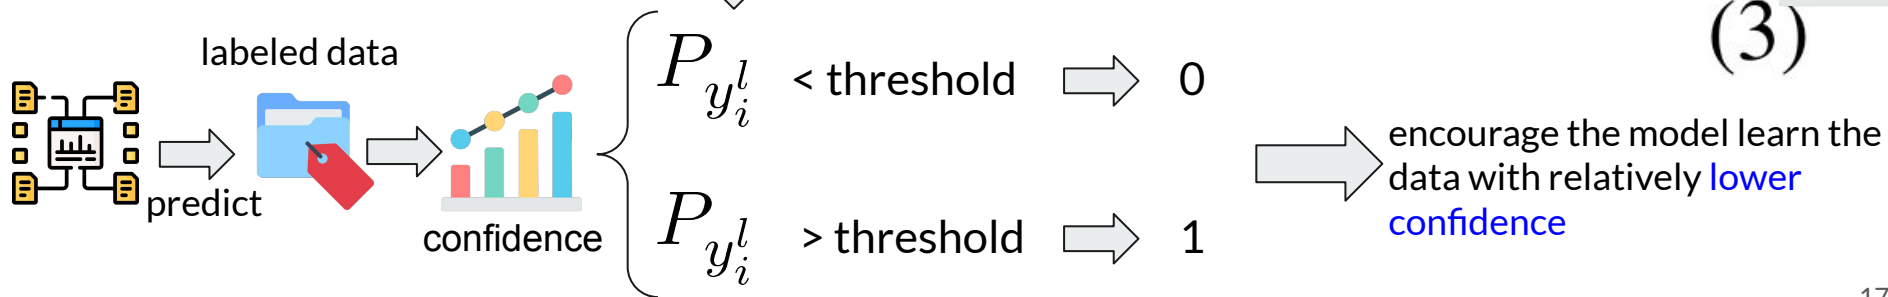 (3)
labeled data
P_{y_i^l} < threshold 0
predict
confidence
P_{y_i^l} > threshold 1
encourage the model learn the
data with relatively lower
confidence
17